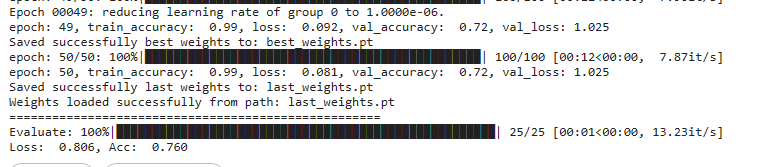 Epoch 00049: reducing learning rate of group 0 to 1.0000e-06.
epoch: 49, train_accuracy:  0.99, loss:  0.092, val_accuracy:  0.72, val_loss: 1.025
Saved successfully best weights to: best_weights.pt
epoch: 50/50: 100%|██████████| 100/100 [00:12<00:00,  7.87it/s]
epoch: 50, train_accuracy:  0.99, loss:  0.081, val_accuracy:  0.72, val_loss: 1.025
Saved successfully last weights to: last_weights.pt
Weights loaded successfully from path: last_weights.pt
====================================================
Evaluate: 100%|██████████| 25/25 [00:01<00:00, 13.23it/s]
Loss:  0.806, Acc:  0.760